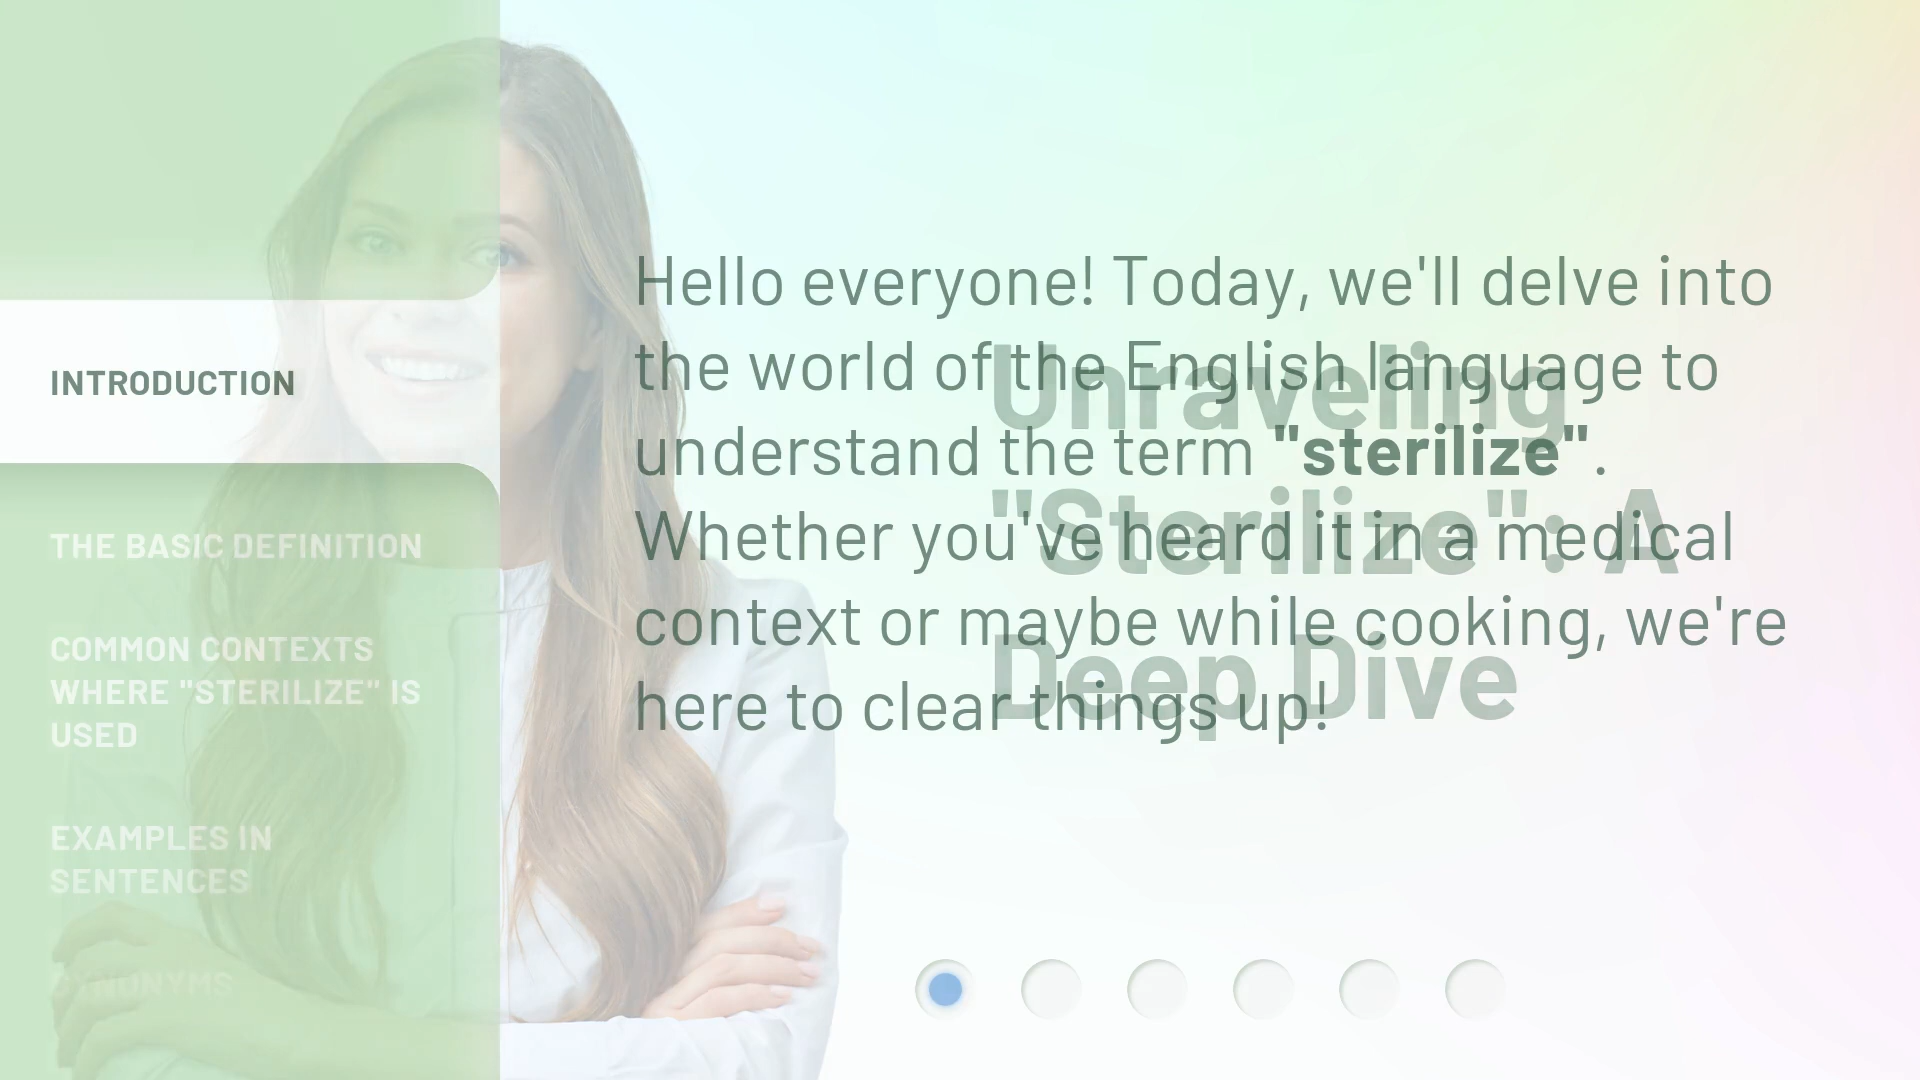 INTRODUCTION
THE BASIC DEFINITION
COMMON CONTEXTS
WHERE "STERILIZE" IS
USED
EXAMPLES IN
SENTENCES
SYNONYMS
Hello everyone! Today, we'll delve into
the world of the English language to
understand the term "sterilize".
Whether you've heard it in a medical
context or maybe while cooking, we're
here to clear things up!
Unraveling
"Sterilize": A
Deep Dive